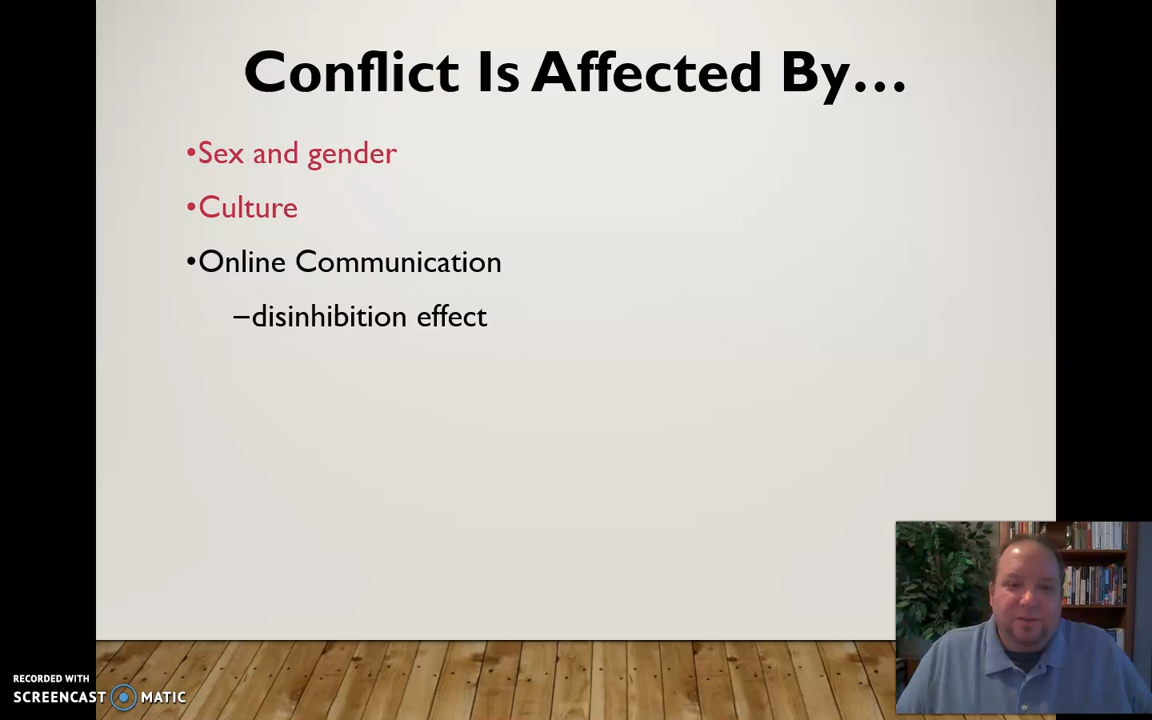 Conflict Is Affected By…
•Sex and gender
•Culture
•Online Communication
–disinhibition effect
RECORDED WITH
SCREENCAST MATIC